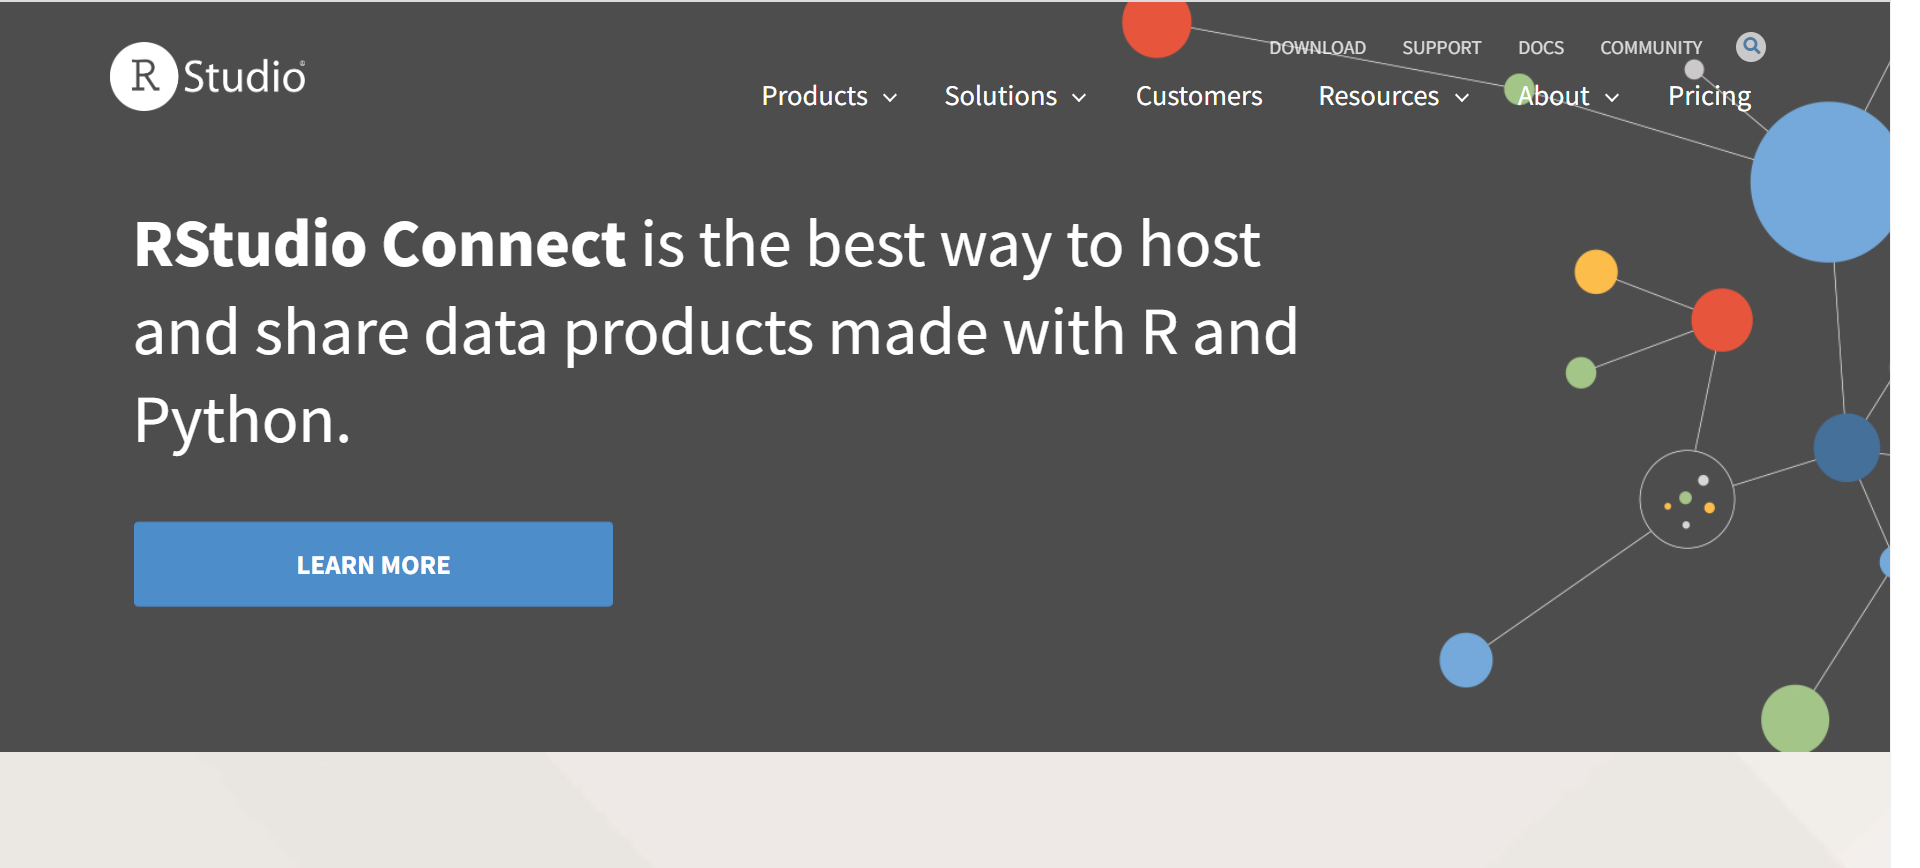 R Studio®
DOWNLOAD SUPPORT DOCS COMMUNITY
Products Solutions Customers Resources About Pricing
RStudio Connect is the best way to host
and share data products made with R and
Python.
LEARN MORE